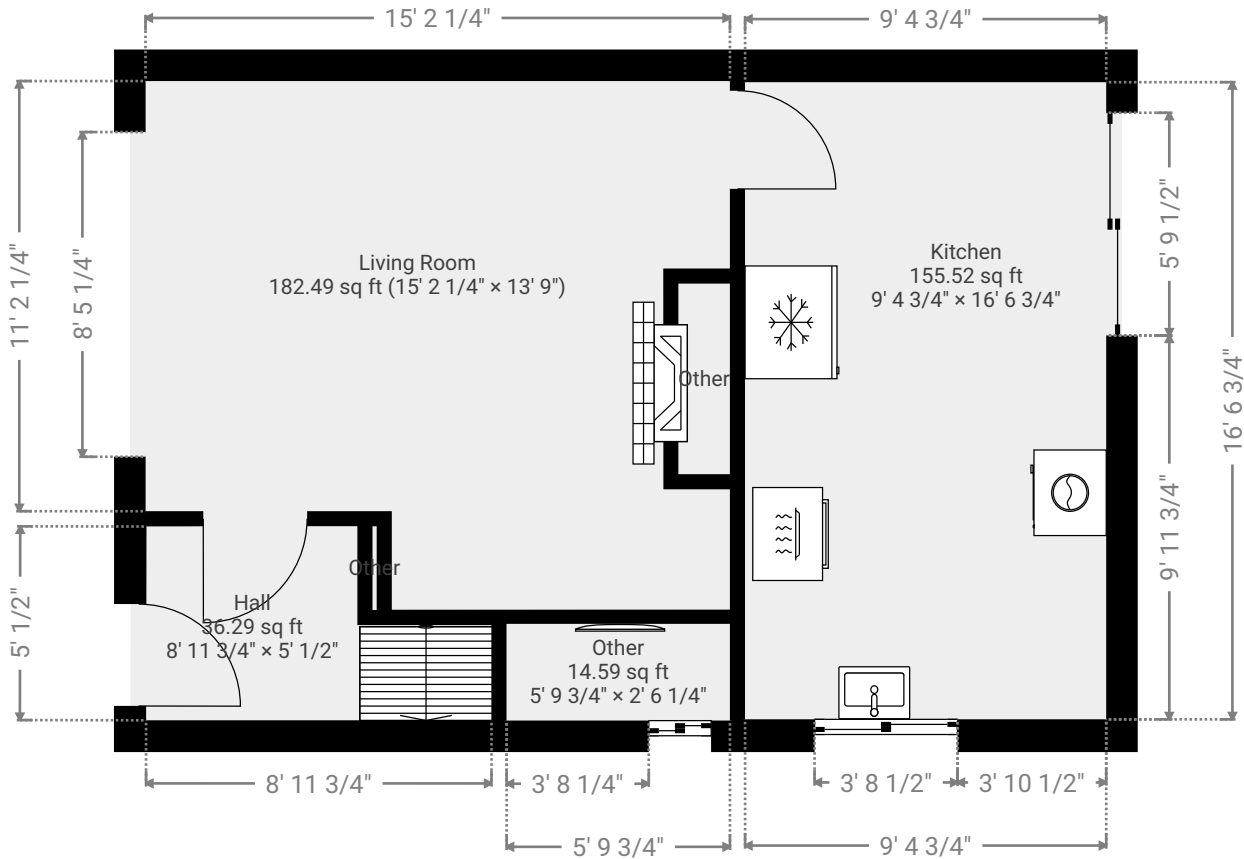 15' 2 1/4"
9' 4 3/4"
11' 2 1/4"
8' 5 1/4"
5' 1/2"
Living Room
182.49 sq ft (15' 2 1/4" × 13' 9")
Kitchen
155.52 sq ft
9' 4 3/4" × 16' 6 3/4"
5' 9 1/2"
16' 6 3/4"
9' 11 3/4"
Other
Other
Hall
36.29 sq ft
8' 11 3/4" × 5' 1/2"
Other
14.59 sq ft
5' 9 3/4" × 2' 6 1/4"
8' 11 3/4"
3' 8 1/4"
3' 8 1/2"
3' 10 1/2"
5' 9 3/4"
9' 4 3/4"